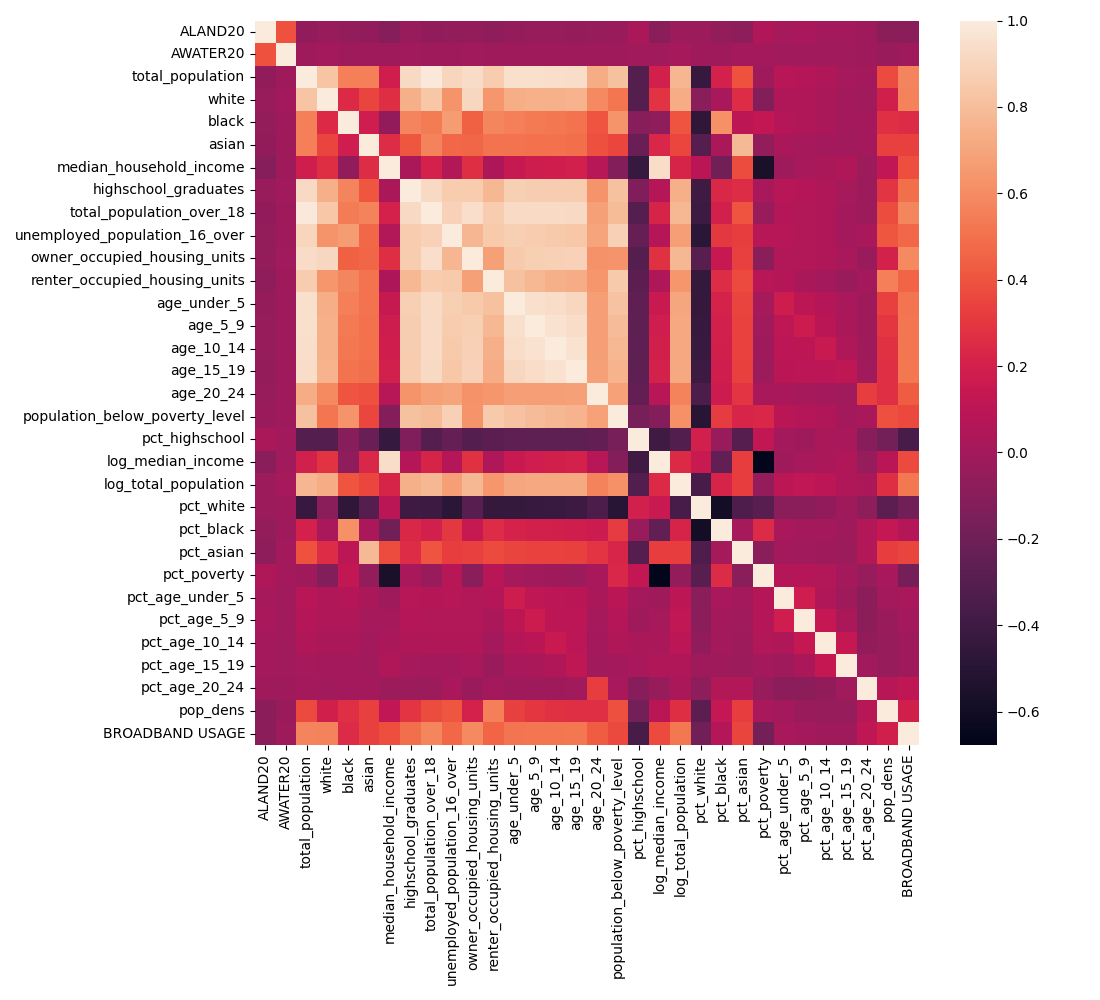 ALAND20
AWATER20
total_population
white
black
asian
median_household_income
highschool_graduates
total_population_over_18
unemployed_population_16_over
owner_occupied_housing_units
renter_occupied_housing_units
age_under_5
age_5_9
age_10_14
age_15_19
age_20_24
population_below_poverty_level
pct_highschool
log_median_income
log_total_population
pct_white
pct_black
pct_asian
pct_poverty
pct_age_under_5
pct_age_5_9
pct_age_10_14
pct_age_15_19
pct_age_20_24
pop_dens
BROADBAND USAGE
ALAND20
AWATER20
total_population
white
black
asian
median_household_income
highschool_graduates
total_population_over_18
unemployed_population_16_over
owner_occupied_housing_units
renter_occupied_housing_units
age_under_5
age_5_9
age_10_14
age_15_19
age_20_24
population_below_poverty_level
pct_highschool
log_median_income
log_total_population
pct_white
pct_black
pct_asian
pct_poverty
pct_age_under_5
pct_age_5_9
pct_age_10_14
pct_age_15_19
pct_age_20_24
pop_dens
BROADBAND USAGE
1.0
0.8
0.6
0.4
0.2
0.0
−0.2
−0.4
−0.6